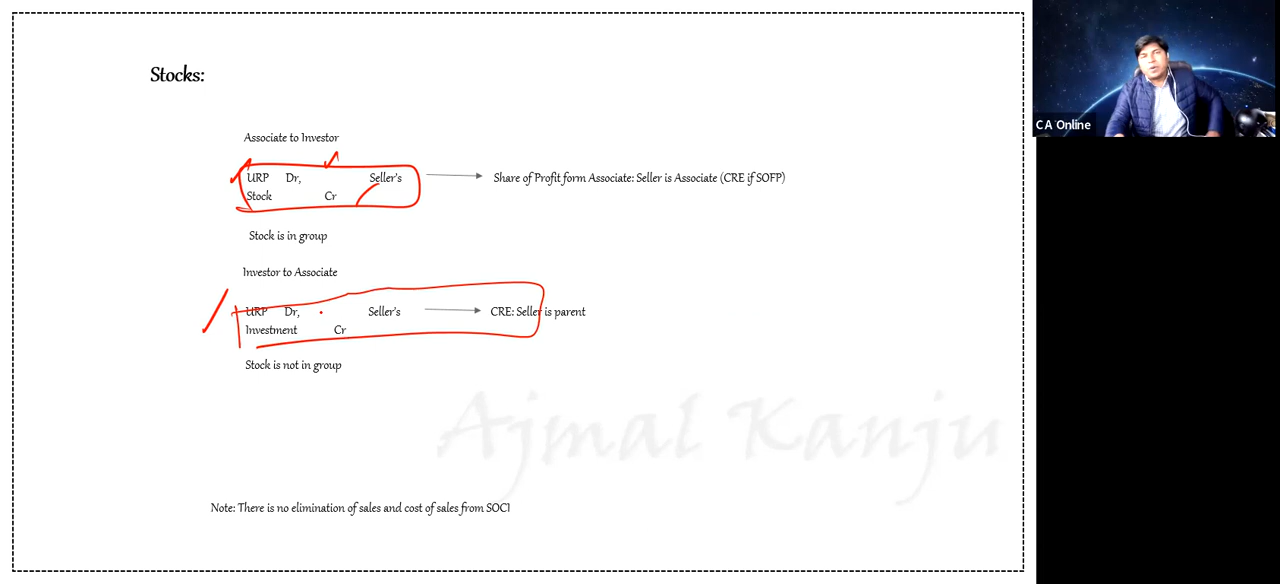 Stocks:
Associate to Investor
URP Dr, Seller's Share of Profit form Associate: Seller is Associate (CRE if SOFP)
Stock Cr
Stock is in group
Investor to Associate
URP Dr, Seller's CRE: Seller is parent
Investment Cr
Stock is not in group
Ajmal Kanju
Note: There is no elimination of sales and cost of sales from SOCI
C A Online